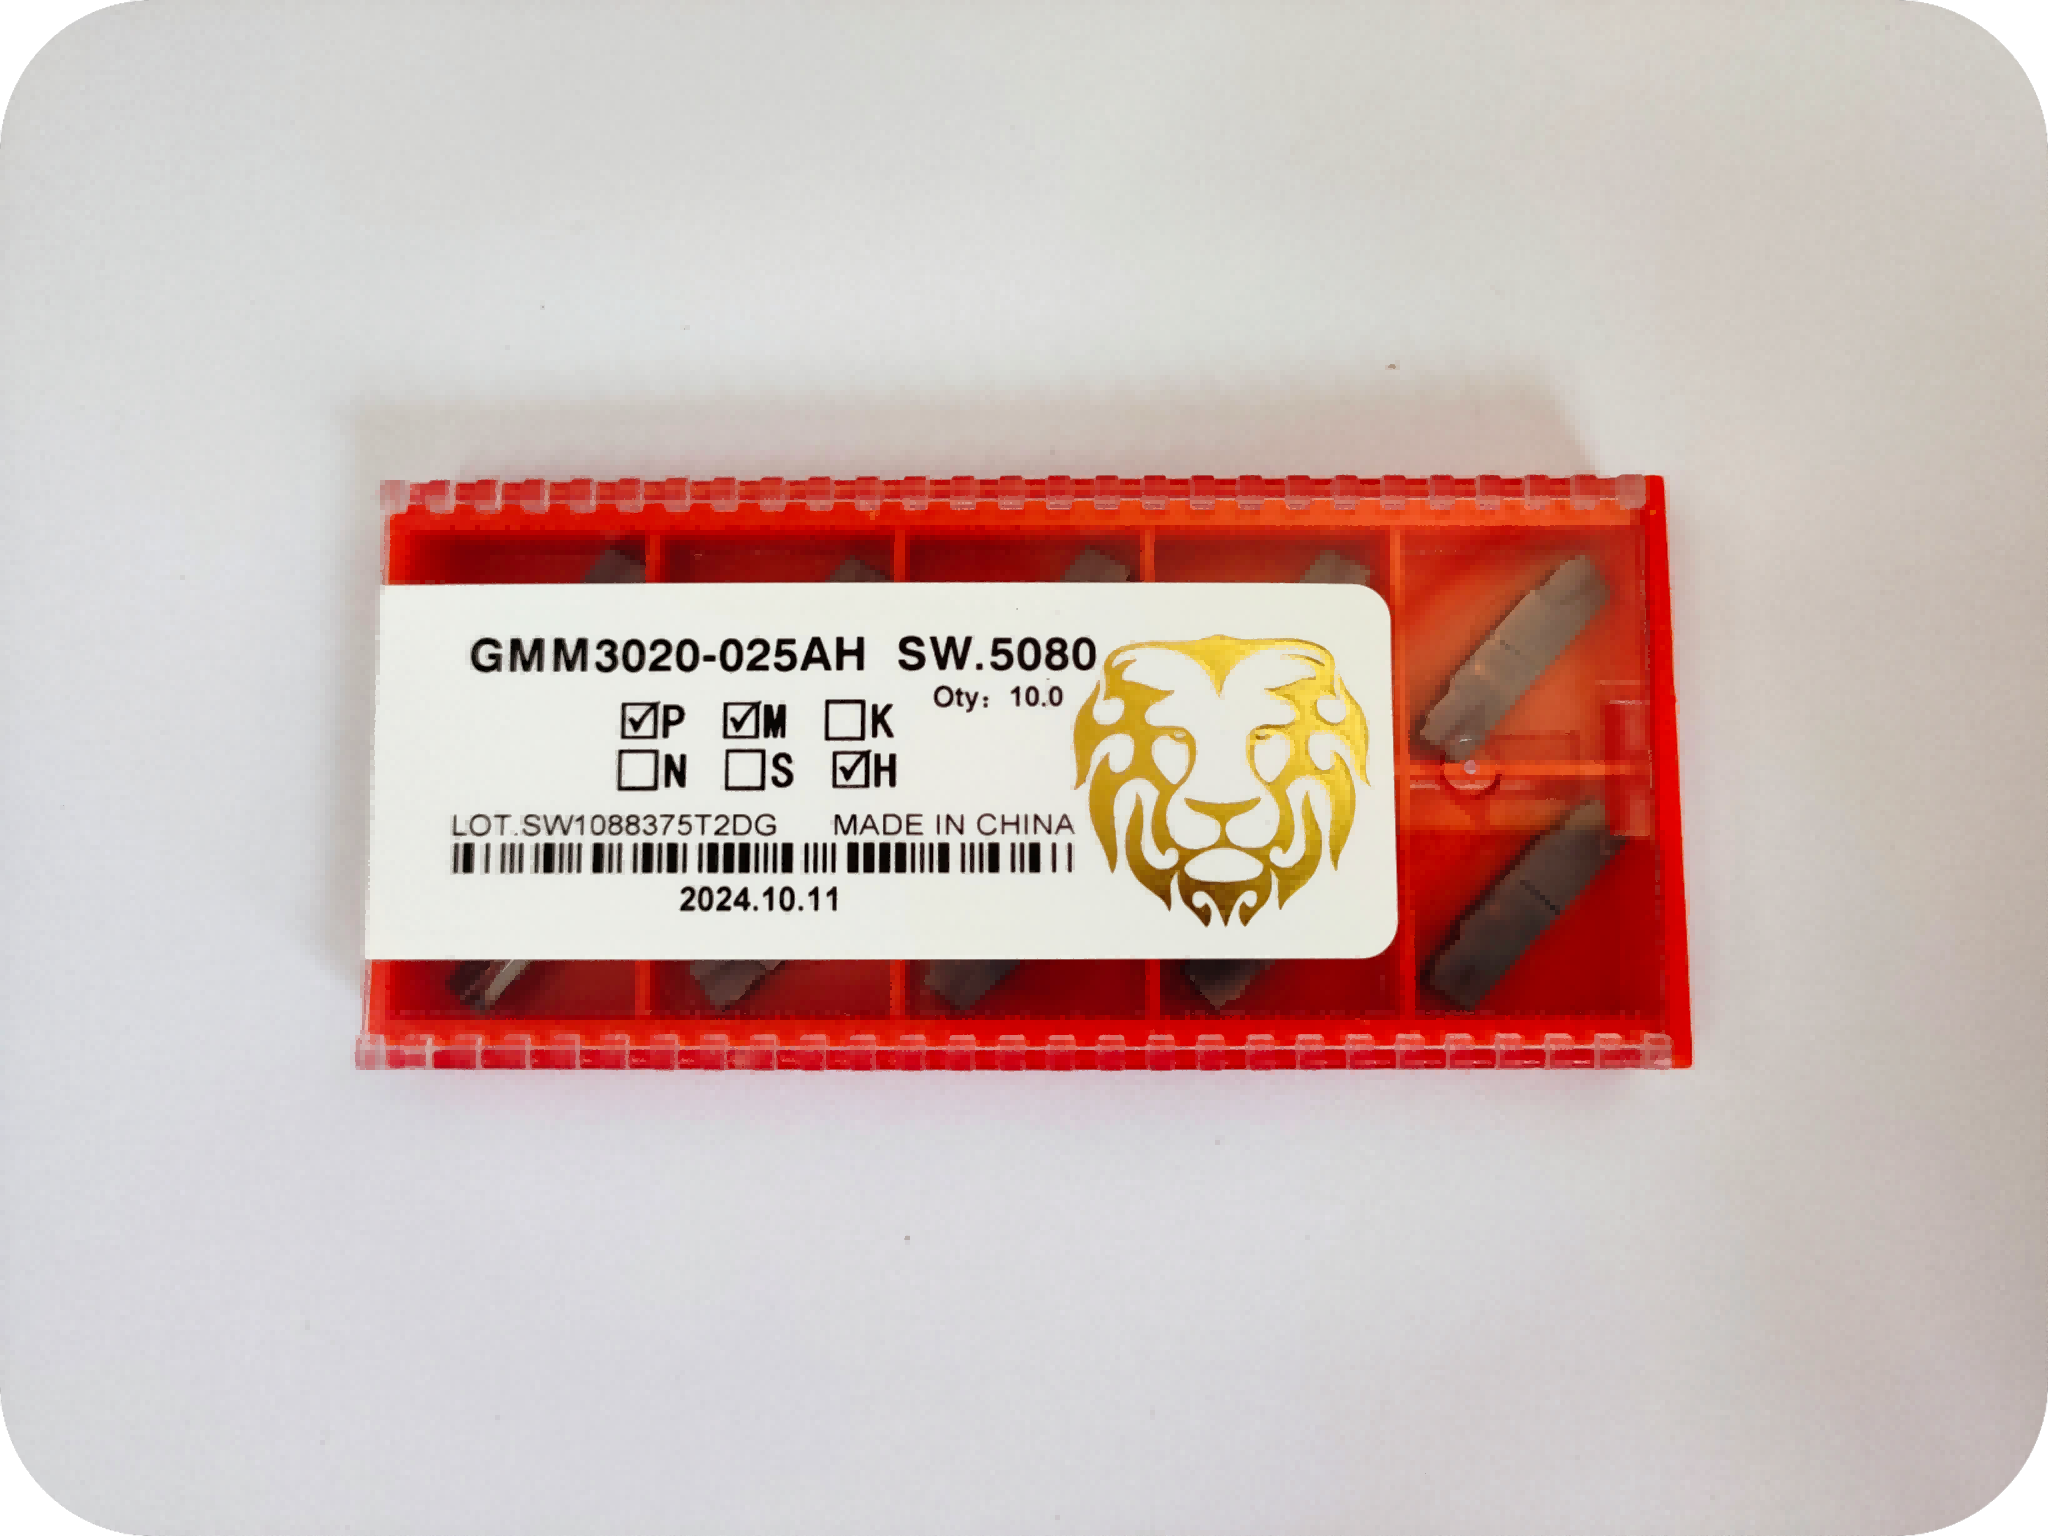 GMM3020-025AH SW.5080
Qty: 10.0
☑P ☑M ☐K
☐N ☐S ☑H
LOT.SW1088375T2DG MADE IN CHINA
2024.10.11